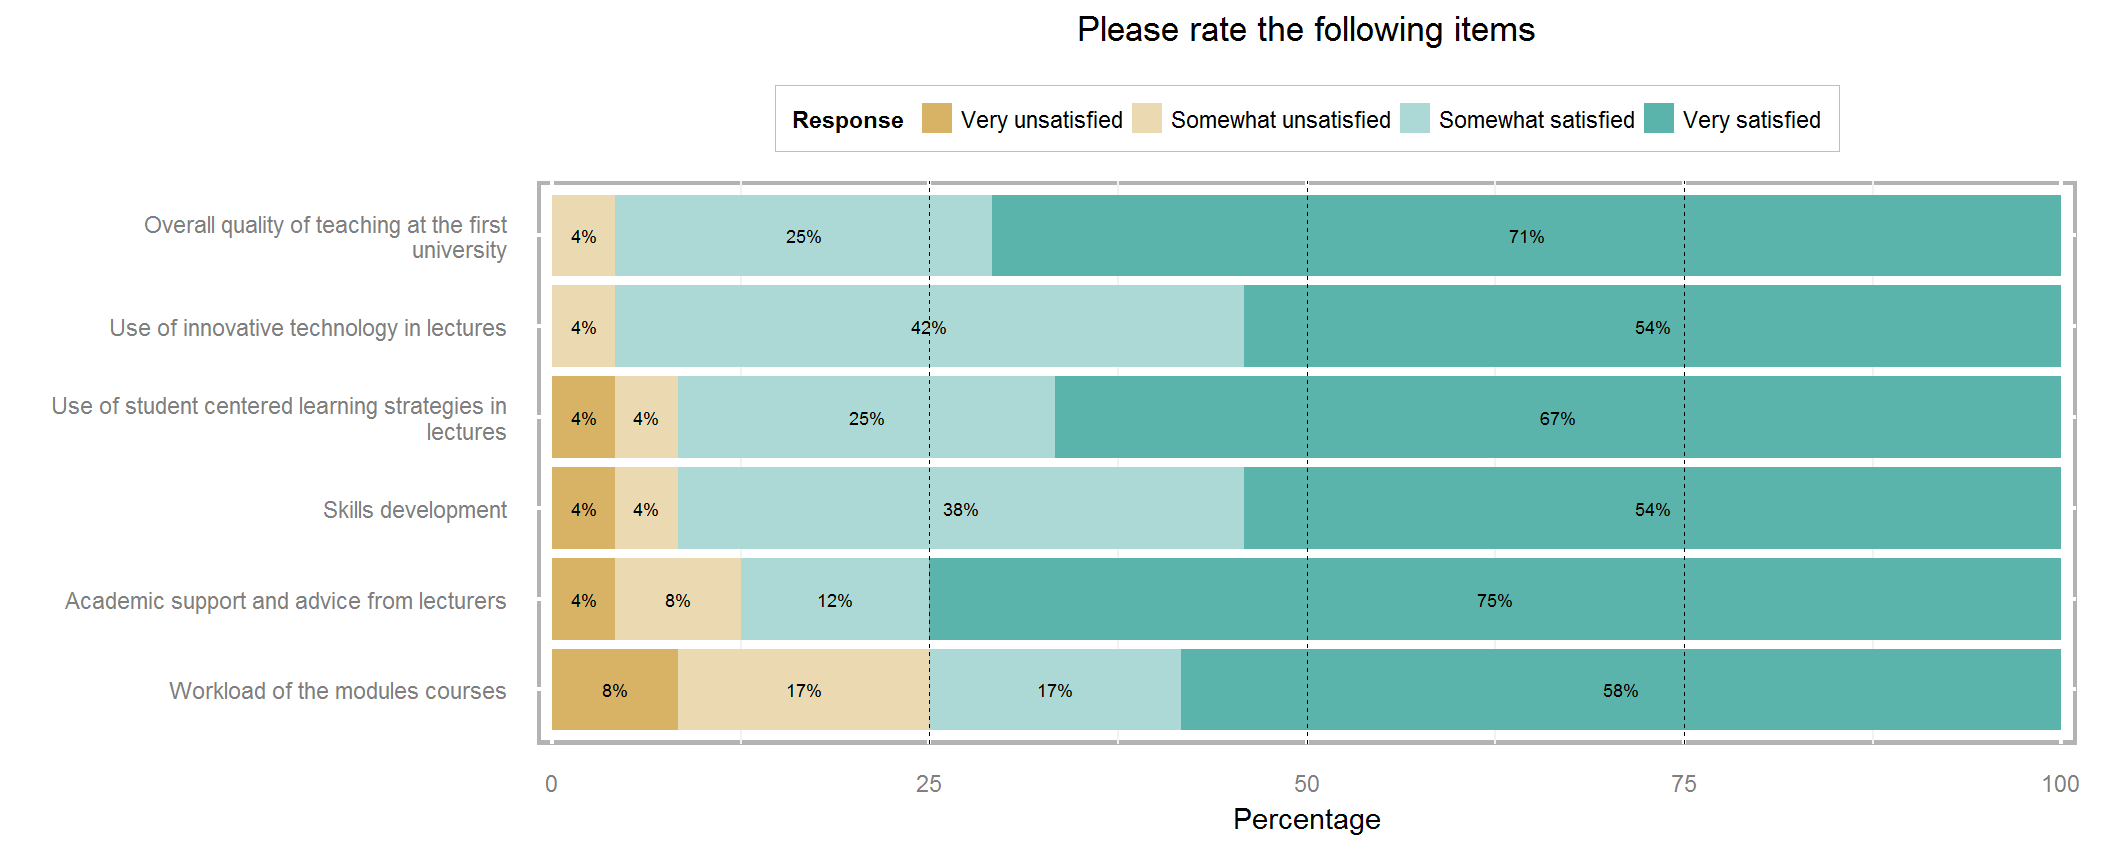 Please rate the following items
Response Very unsatisfied Somewhat unsatisfied Somewhat satisfied Very satisfied
Overall quality of teaching at the first
university
4% 25% 71%
Use of innovative technology in lectures
4% 42% 54%
Use of student centered learning strategies in
lectures
4% 4% 25% 67%
Skills development
4% 4% 38% 54%
Academic support and advice from lecturers
4% 8% 12% 75%
Workload of the modules courses
8% 17% 17% 58%
0 25 50 75 100
Percentage